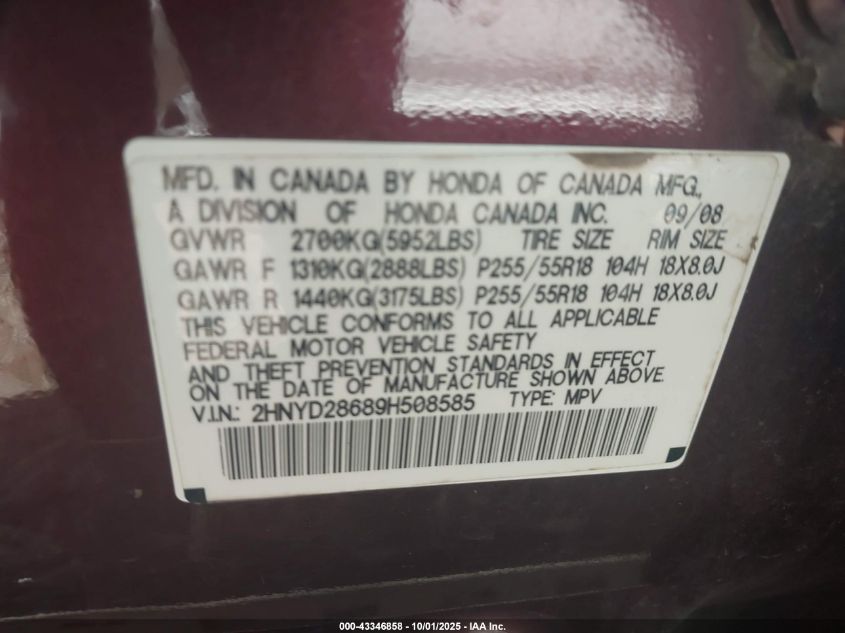 MFD. IN CANADA BY HONDA OF CANADA MFG.,
A DIVISION OF HONDA CANADA INC. 09/08
GVWR 2700KG(5952LBS) TIRE SIZE RIM SIZE
GAWR F 1310KG(2888LBS) P255/55R18 104H 18X8.0J
GAWR R 1440KG(3175LBS) P255/55R18 104H 18X8.0J
THIS VEHICLE CONFORMS TO ALL APPLICABLE
FEDERAL MOTOR VEHICLE SAFETY
AND THEFT PREVENTION STANDARDS IN EFFECT
ON THE DATE OF MANUFACTURE SHOWN ABOVE.
V.I.N.: 2HNYD28689H508585 TYPE: MPV
000-43346858 - 10/01/2025 - IAA Inc.